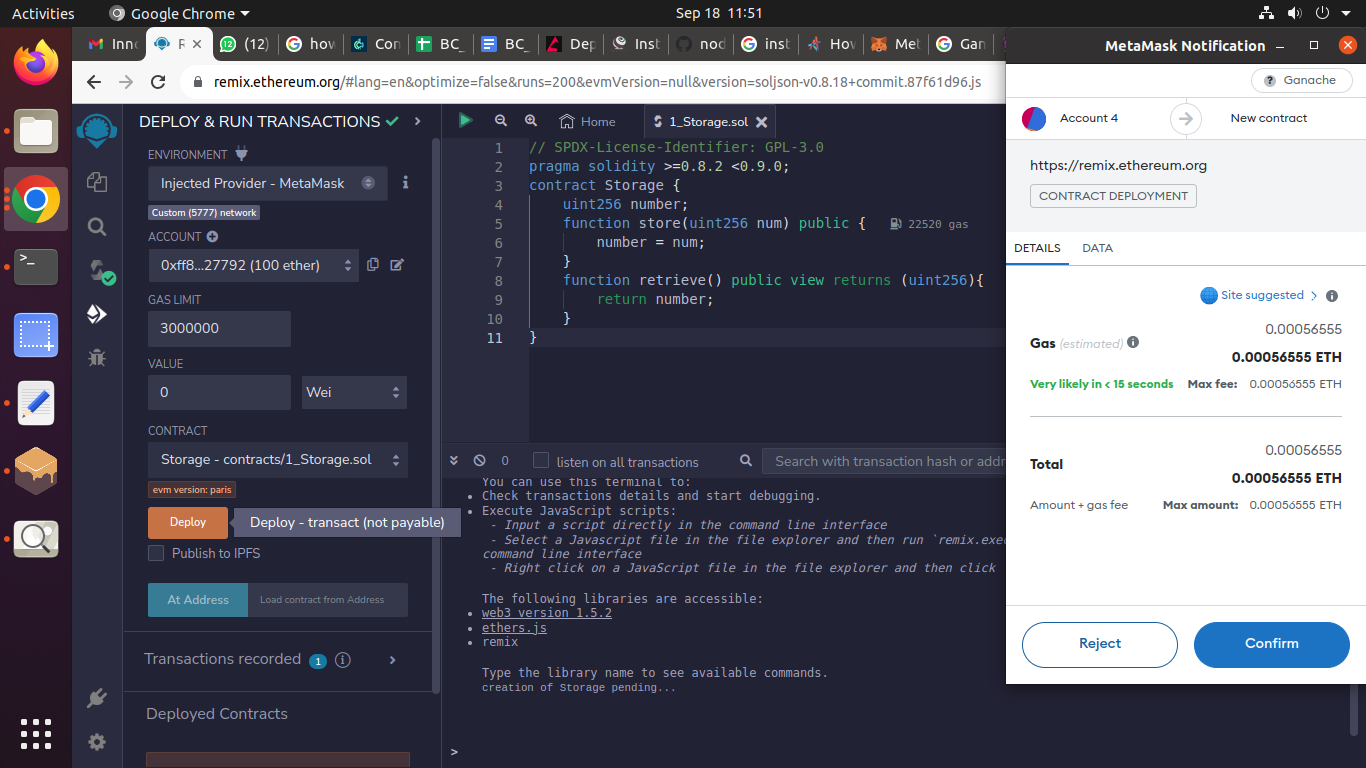 Activities
Google Chrome
Sep 18 11:51
Inno
R
(12)
how
Con
BC_
BC_
Dep
Inst
nod
inst
How
Met
Gan
remix.ethereum.org/#lang=en&optimize=false&runs=200&evmVersion=null&version=soljson-v0.8.18+commit.87f61d96.js
DEPLOY & RUN TRANSACTIONS
ENVIRONMENT
Injected Provider - MetaMask
i
Custom (5777) network
ACCOUNT
0xff8...27792 (100 ether)
GAS LIMIT
3000000
VALUE
0
Wei
CONTRACT
Storage - contracts/1_Storage.sol
evm version: paris
Deploy
Deploy - transact (not payable)
Publish to IPFS
At Address
Load contract from Address
Transactions recorded 1
Deployed Contracts
Home
1_Storage.sol
1 // SPDX-License-Identifier: GPL-3.0
2 pragma solidity >=0.8.2 <0.9.0;
3 contract Storage {
4 uint256 number;
5 function store(uint256 num) public { 22520 gas
6 number = num;
7 }
8 function retrieve() public view returns (uint256){
9 return number;
10 }
11 }
0
listen on all transactions
Search with transaction hash or addr
You can use this terminal to:
• Check transactions details and start debugging.
• Execute JavaScript scripts:
- Input a script directly in the command line interface
- Select a Javascript file in the file explorer and then run `remix.exec
command line interface
- Right click on a JavaScript file in the file explorer and then click
The following libraries are accessible:
• web3 version 1.5.2
• ethers.js
• remix
Type the library name to see available commands.
creation of Storage pending...
>
MetaMask Notification
? Ganache
Account 4
New contract
https://remix.ethereum.org
CONTRACT DEPLOYMENT
DETAILS
DATA
Site suggested >
0.00056555
Gas (estimated)
0.00056555 ETH
Very likely in < 15 seconds Max fee: 0.00056555 ETH
0.00056555
Total
0.00056555 ETH
Amount + gas fee Max amount: 0.00056555 ETH
Reject
Confirm